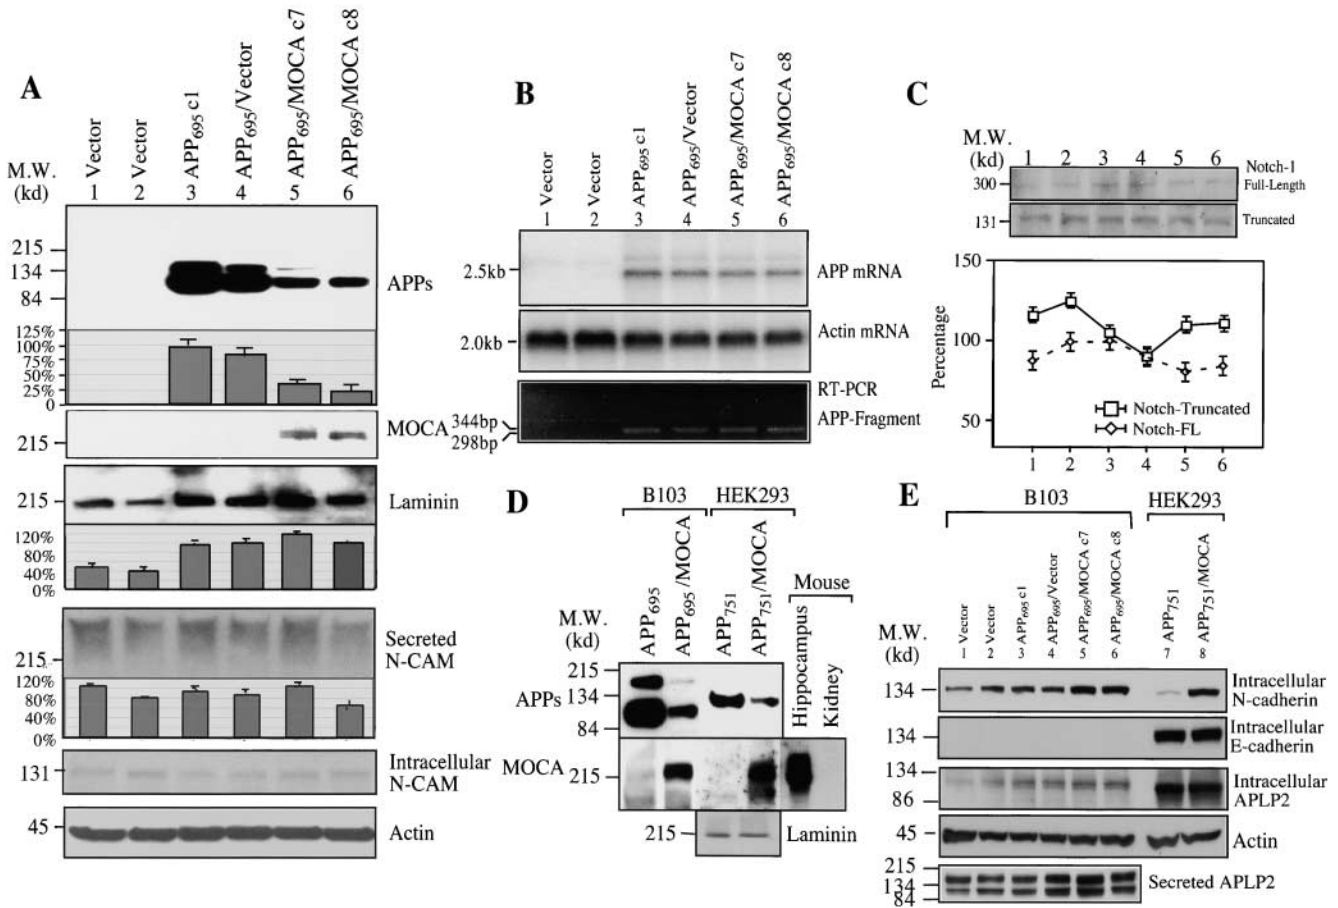 A
M.W.
(kd)
Vector
Vector
APP695 c1
APP695/Vector
APP695/MOCA c7
APP695/MOCA c8
1 2 3 4 5 6
215
134
84
APPs
125%
100%
75%
50%
25%
0
215
MOCA
215
Laminin
120%
80%
40%
0%
215
Secreted
N-CAM
120%
80%
40%
0%
131
Intracellular
N-CAM
45
Actin
B
Vector
Vector
APP695 c1
APP695/Vector
APP695/MOCA c7
APP695/MOCA c8
1 2 3 4 5 6
2.5kb
APP mRNA
2.0kb
Actin mRNA
RT-PCR
APP-Fragment
344bp
298bp
C
M.W.
(kd)
1 2 3 4 5 6
Notch-1
300
Full-Length
131
Truncated
150
100
50
Percentage
Notch-Truncated
Notch-FL
1 2 3 4 5 6
D
B103
HEK293
M.W.
(kd)
APP695
APP695/MOCA
APP751
APP751/MOCA
Mouse
Hippocampus
Kidney
APPs
215
134
84
MOCA
215
215
Laminin
E
B103
HEK293
M.W.
(kd)
Vector
Vector
APP695 c1
APP695/Vector
APP695/MOCA c7
APP695/MOCA c8
APP751
APP751/MOCA
1 2 3 4 5 6 7 8
134
Intracellular
N-cadherin
134
Intracellular
E-cadherin
134
86
Intracellular
APLP2
45
Actin
215
134
84
Secreted APLP2